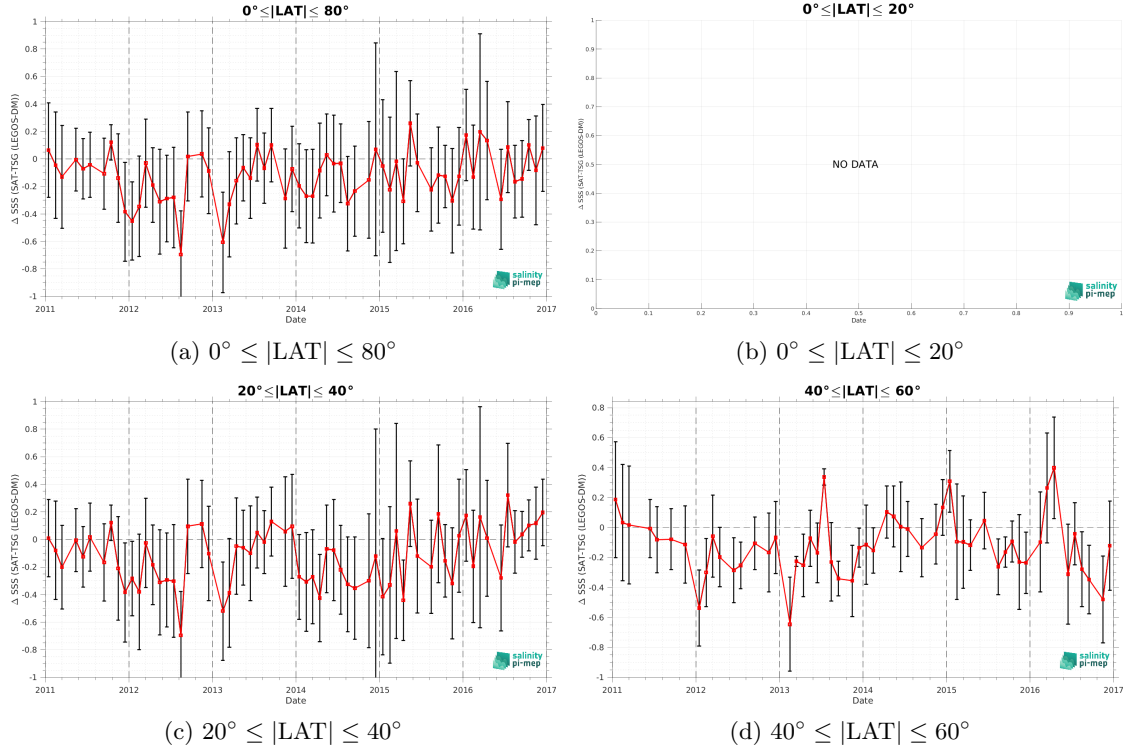 0°≤|LAT|≤ 80°
Δ SSS (SAT-TSG (LEGOS-DM))
1
0.8
0.6
0.4
0.2
0
-0.2
-0.4
-0.6
-0.8
-1
2011 2012 2013 2014 2015 2016 2017
Date
salinity
pi-mep
(a) 0° ≤ |LAT| ≤ 80°
0°≤|LAT|≤ 20°
Δ SSS (SAT-TSG (LEGOS-DM))
1
0.9
0.8
0.7
0.6
0.5
0.4
0.3
0.2
0.1
0
NO DATA
0 0.1 0.2 0.3 0.4 0.5 0.6 0.7 0.8 0.9 1
Date
salinity
pi-mep
(b) 0° ≤ |LAT| ≤ 20°
20°≤|LAT|≤ 40°
Δ SSS (SAT-TSG (LEGOS-DM))
1
0.8
0.6
0.4
0.2
0
-0.2
-0.4
-0.6
-0.8
-1
2011 2012 2013 2014 2015 2016 2017
Date
salinity
pi-mep
(c) 20° ≤ |LAT| ≤ 40°
40°≤|LAT|≤ 60°
Δ SSS (SAT-TSG (LEGOS-DM))
0.8
0.6
0.4
0.2
0
-0.2
-0.4
-0.6
-0.8
-1
2011 2012 2013 2014 2015 2016 2017
Date
salinity
pi-mep
(d) 40° ≤ |LAT| ≤ 60°